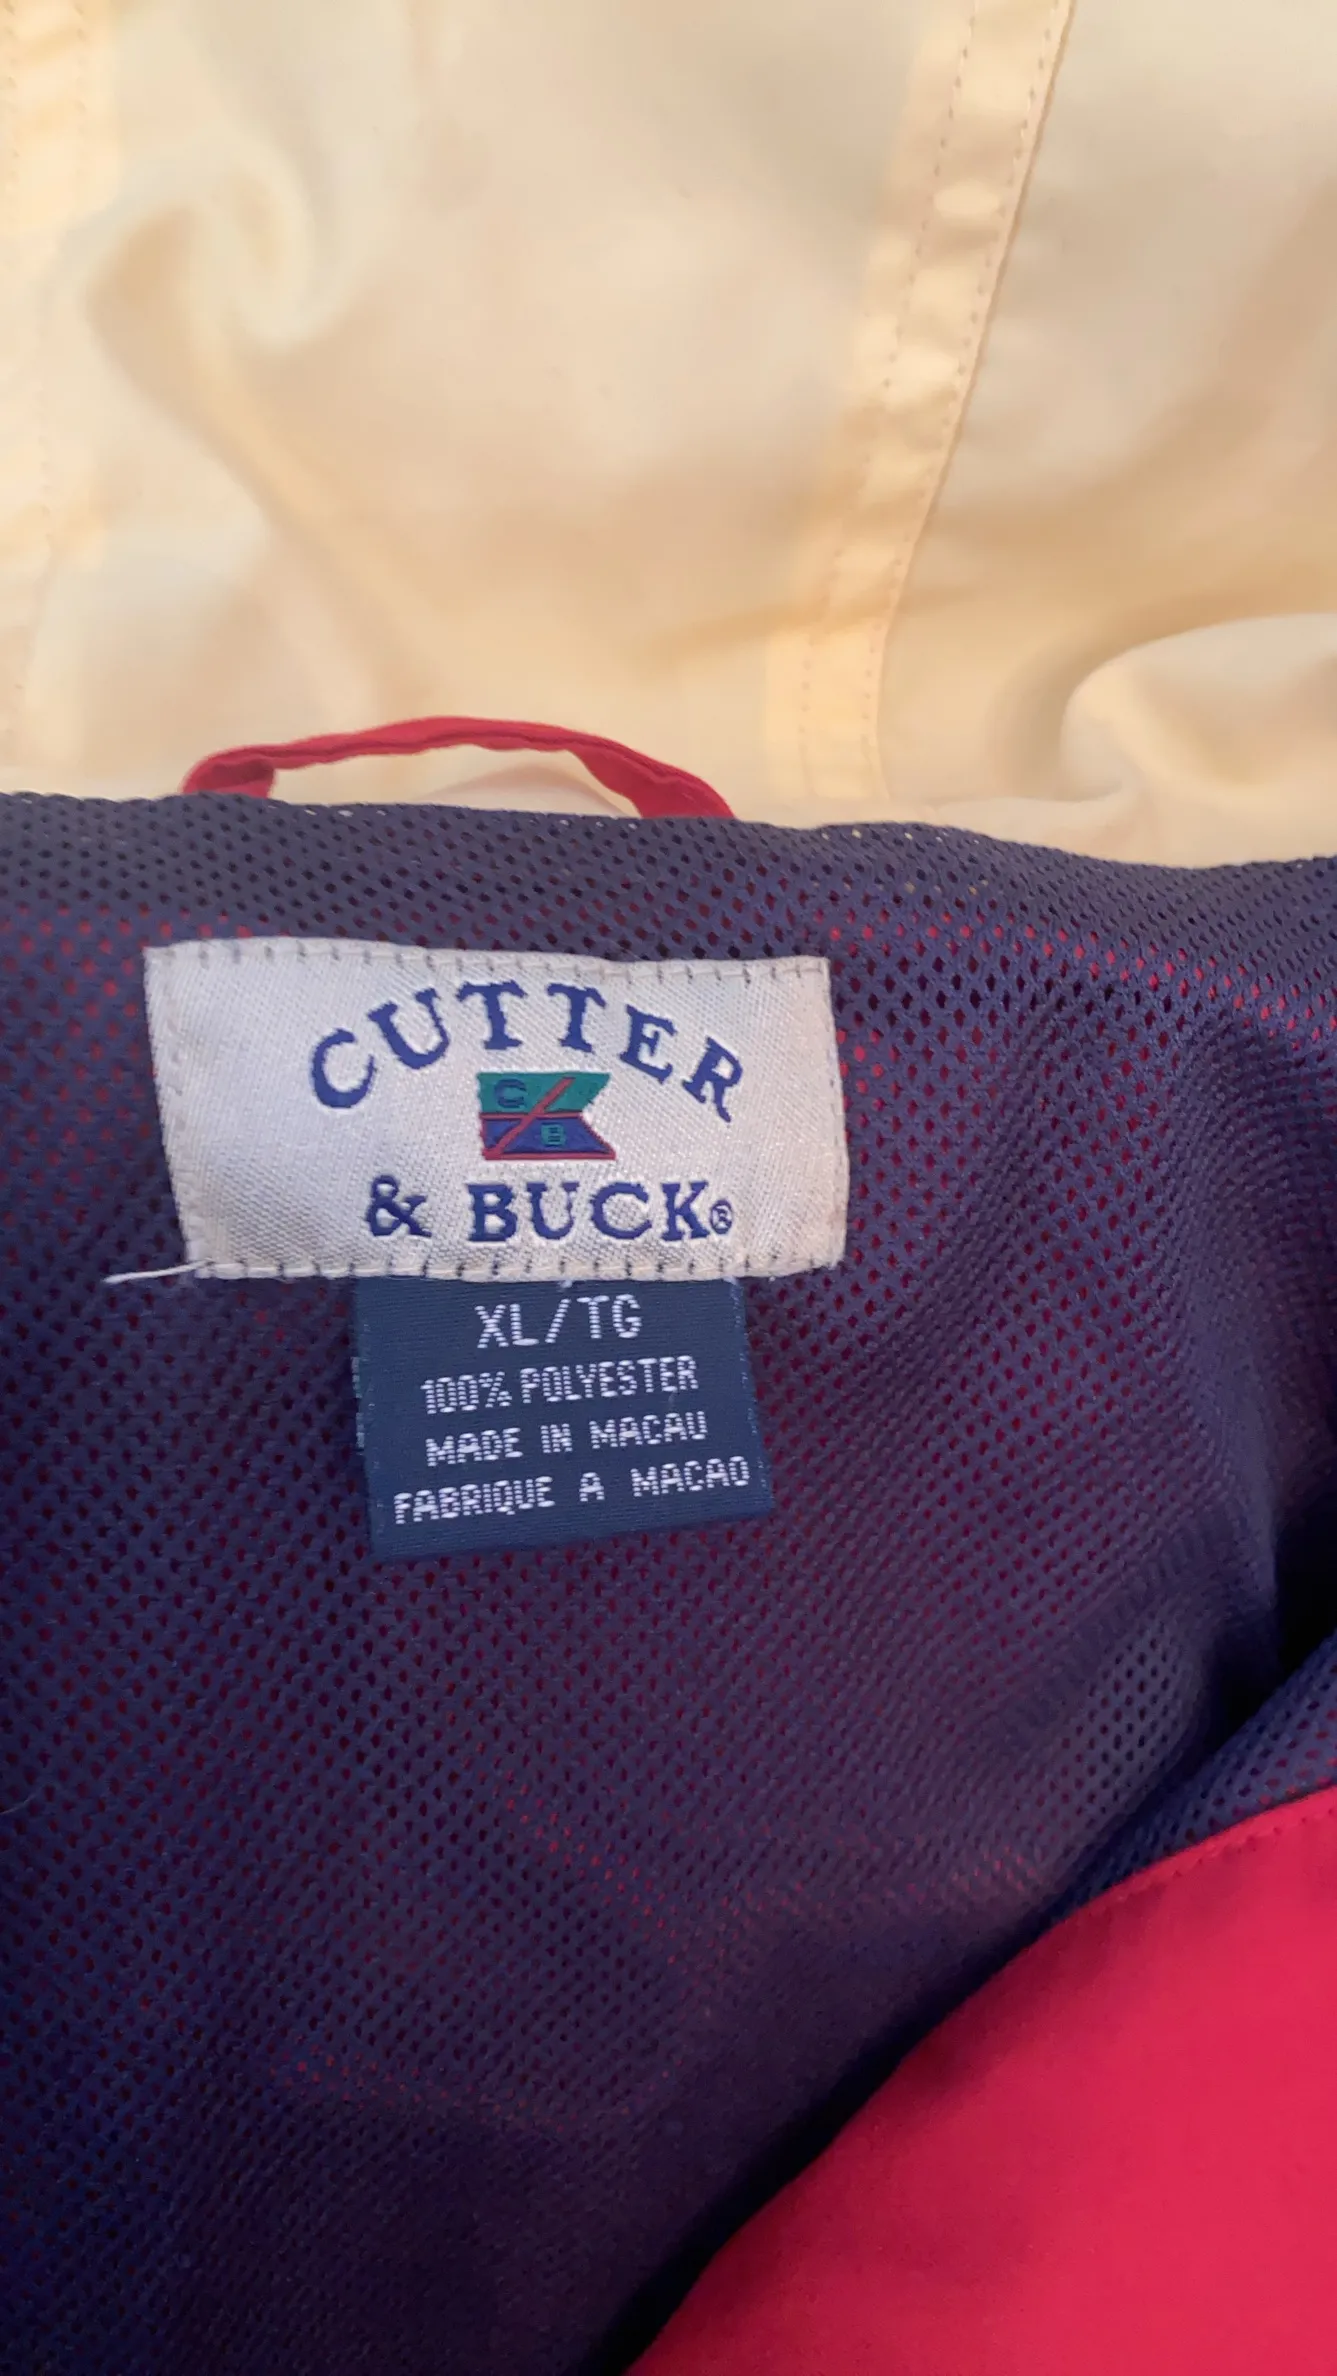 CUTTER
C
B
& BUCK®
XL/TG
100% POLYESTER
MADE IN MACAU
FABRIQUE A MACAO